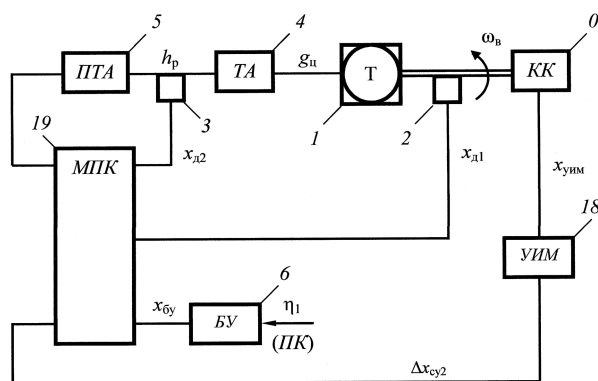 5
4
0
ω_в
ПТА
h_р
ТА
g_ц
Т
КК
3
1
2
19
МПК
x_д2
x_д1
x_уим
18
УИМ
6
x_бу
БУ
η_1
(ПК)
Δx_су2